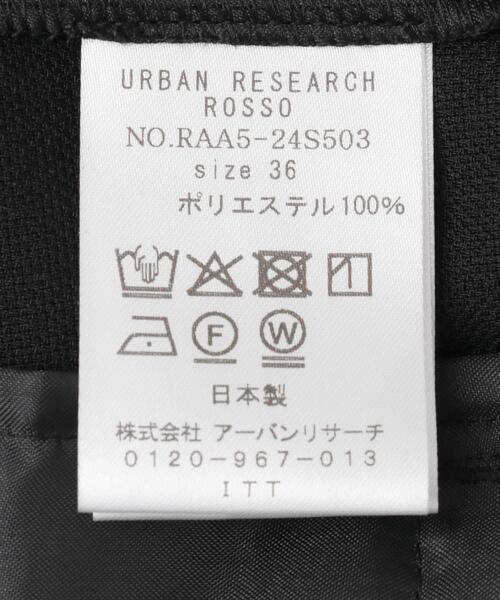 URBAN RESEARCH
ROSSO
NO.RAA5-24S503
size 36
ポリエステル100%
F W
日本製
株式会社 アーバンリサーチ
0120-967-013
ITT